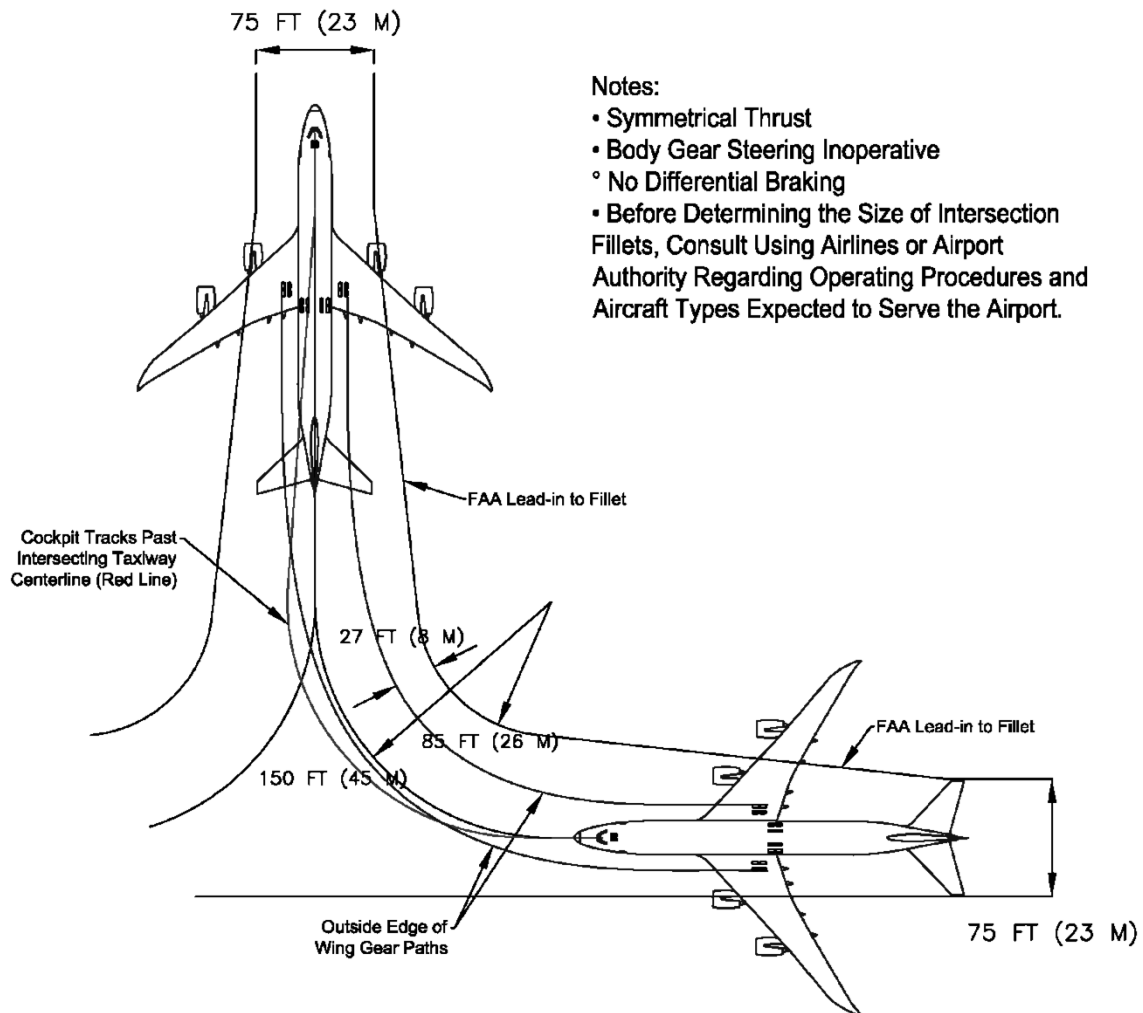 75 FT (23 M)
Notes:
• Symmetrical Thrust
• Body Gear Steering Inoperative
° No Differential Braking
• Before Determining the Size of Intersection
Fillets, Consult Using Airlines or Airport
Authority Regarding Operating Procedures and
Aircraft Types Expected to Serve the Airport.
FAA Lead-in to Fillet
Cockpit Tracks Past
Intersecting Taxiway
Centerline (Red Line)
27 FT (8 M)
85 FT (26 M)
FAA Lead-in to Fillet
150 FT (45 M)
Outside Edge of
Wing Gear Paths
75 FT (23 M)